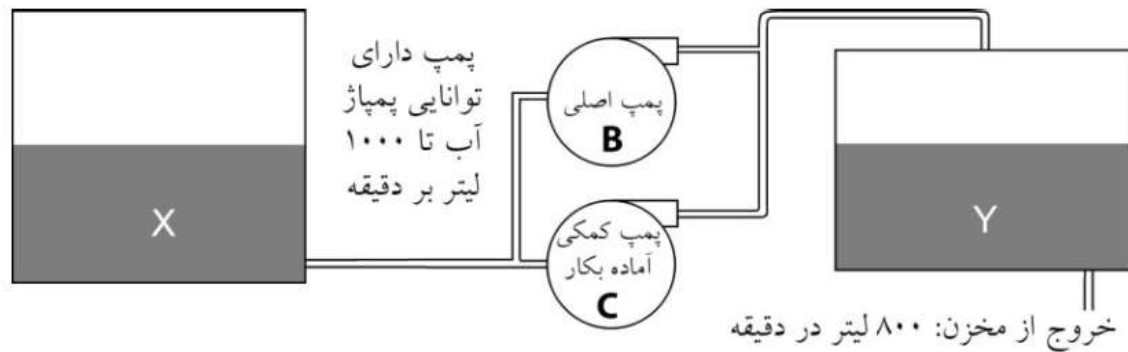 X
پمپ دارای
توانایی پمپاژ
آب تا ۱۰۰۰
لیتر بر دقیقه
پمپ اصلی
B
پمپ کمکی
آماده بکار
C
Y
خروج از مخزن: ۸۰۰ لیتر در دقیقه